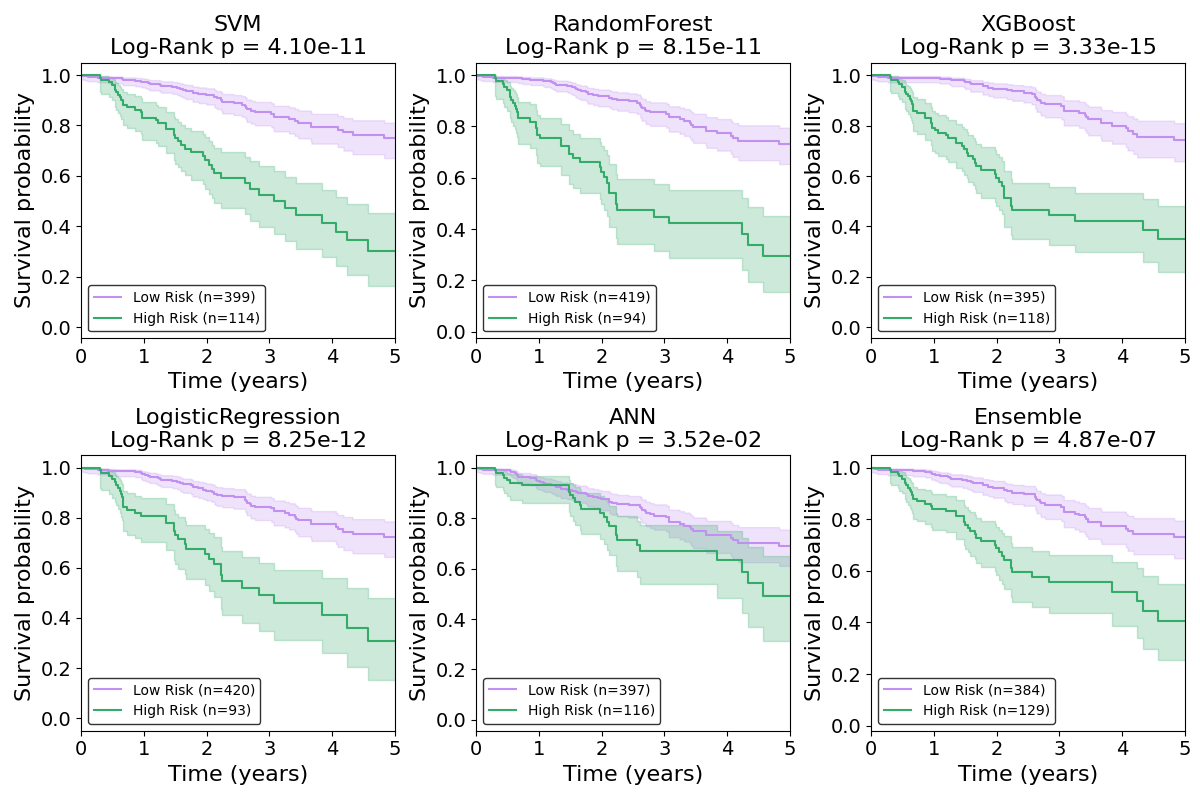 SVM
Log-Rank p = 4.10e-11
Survival probability
1.0
0.8
0.6
0.4
0.2
0.0
Low Risk (n=399)
High Risk (n=114)
0 1 2 3 4 5
Time (years)
RandomForest
Log-Rank p = 8.15e-11
Survival probability
1.0
0.8
0.6
0.4
0.2
0.0
Low Risk (n=419)
High Risk (n=94)
0 1 2 3 4 5
Time (years)
XGBoost
Log-Rank p = 3.33e-15
Survival probability
1.0
0.8
0.6
0.4
0.2
0.0
Low Risk (n=395)
High Risk (n=118)
0 1 2 3 4 5
Time (years)
LogisticRegression
Log-Rank p = 8.25e-12
Survival probability
1.0
0.8
0.6
0.4
0.2
0.0
Low Risk (n=420)
High Risk (n=93)
0 1 2 3 4 5
Time (years)
ANN
Log-Rank p = 3.52e-02
Survival probability
1.0
0.8
0.6
0.4
0.2
0.0
Low Risk (n=397)
High Risk (n=116)
0 1 2 3 4 5
Time (years)
Ensemble
Log-Rank p = 4.87e-07
Survival probability
1.0
0.8
0.6
0.4
0.2
0.0
Low Risk (n=384)
High Risk (n=129)
0 1 2 3 4 5
Time (years)